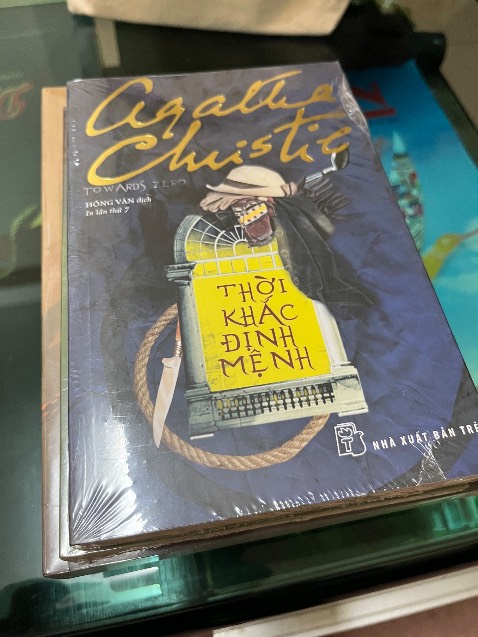 Agatha
Christie
TOWARDS ZERO
HỒNG VÂN dịch
In lần thứ 7
THỜI
KHẮC
ĐỊNH
MỆNH
NHÀ XUẤT BẢN TRẺ